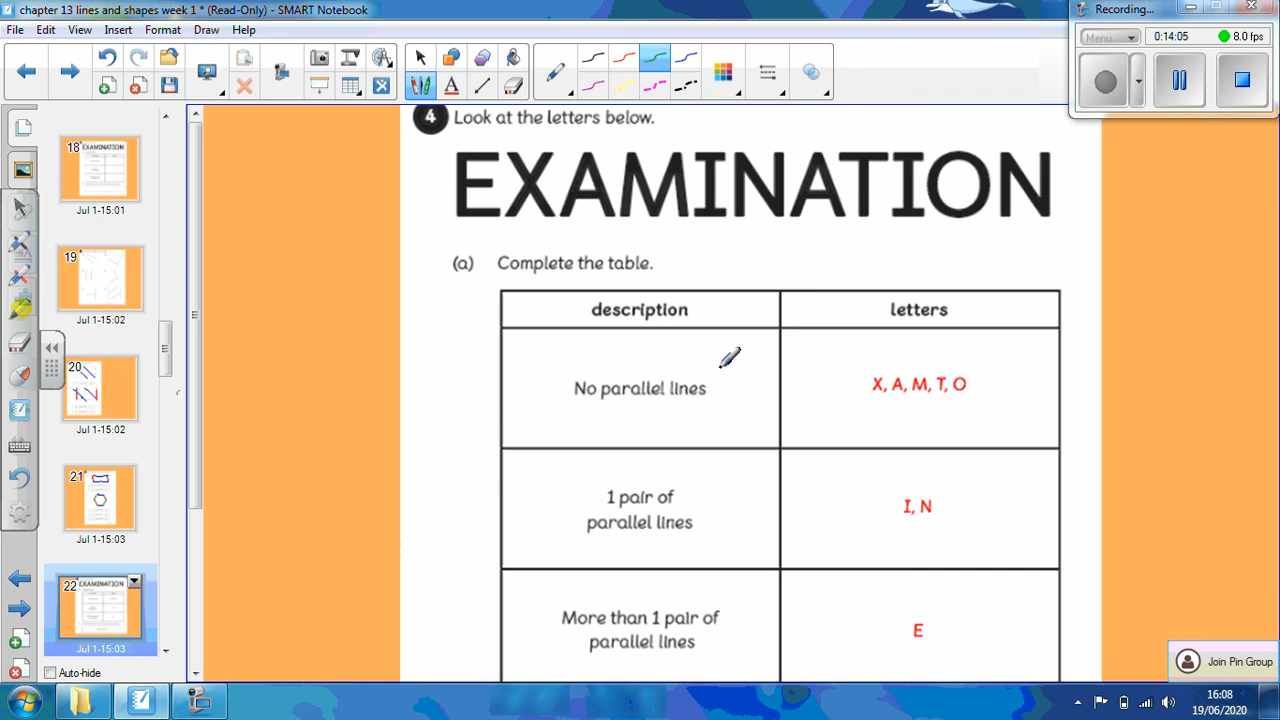 chapter 13 lines and shapes week 1 * (Read-Only) - SMART Notebook
File Edit View Insert Format Draw Help
Recording...
Menu 0:14:05 8.0 fps
18 EXAMINATION
Jul 1-15:01
19
Jul 1-15:02
20
Jul 1-15:02
21
Jul 1-15:03
22 EXAMINATION
Jul 1-15:03
Auto-hide
4 Look at the letters below.
EXAMINATION
(a) Complete the table.
description letters
No parallel lines X, A, M, T, O
1 pair of
parallel lines I, N
More than 1 pair of
parallel lines E
Join Pin Group
16:08
19/06/2020